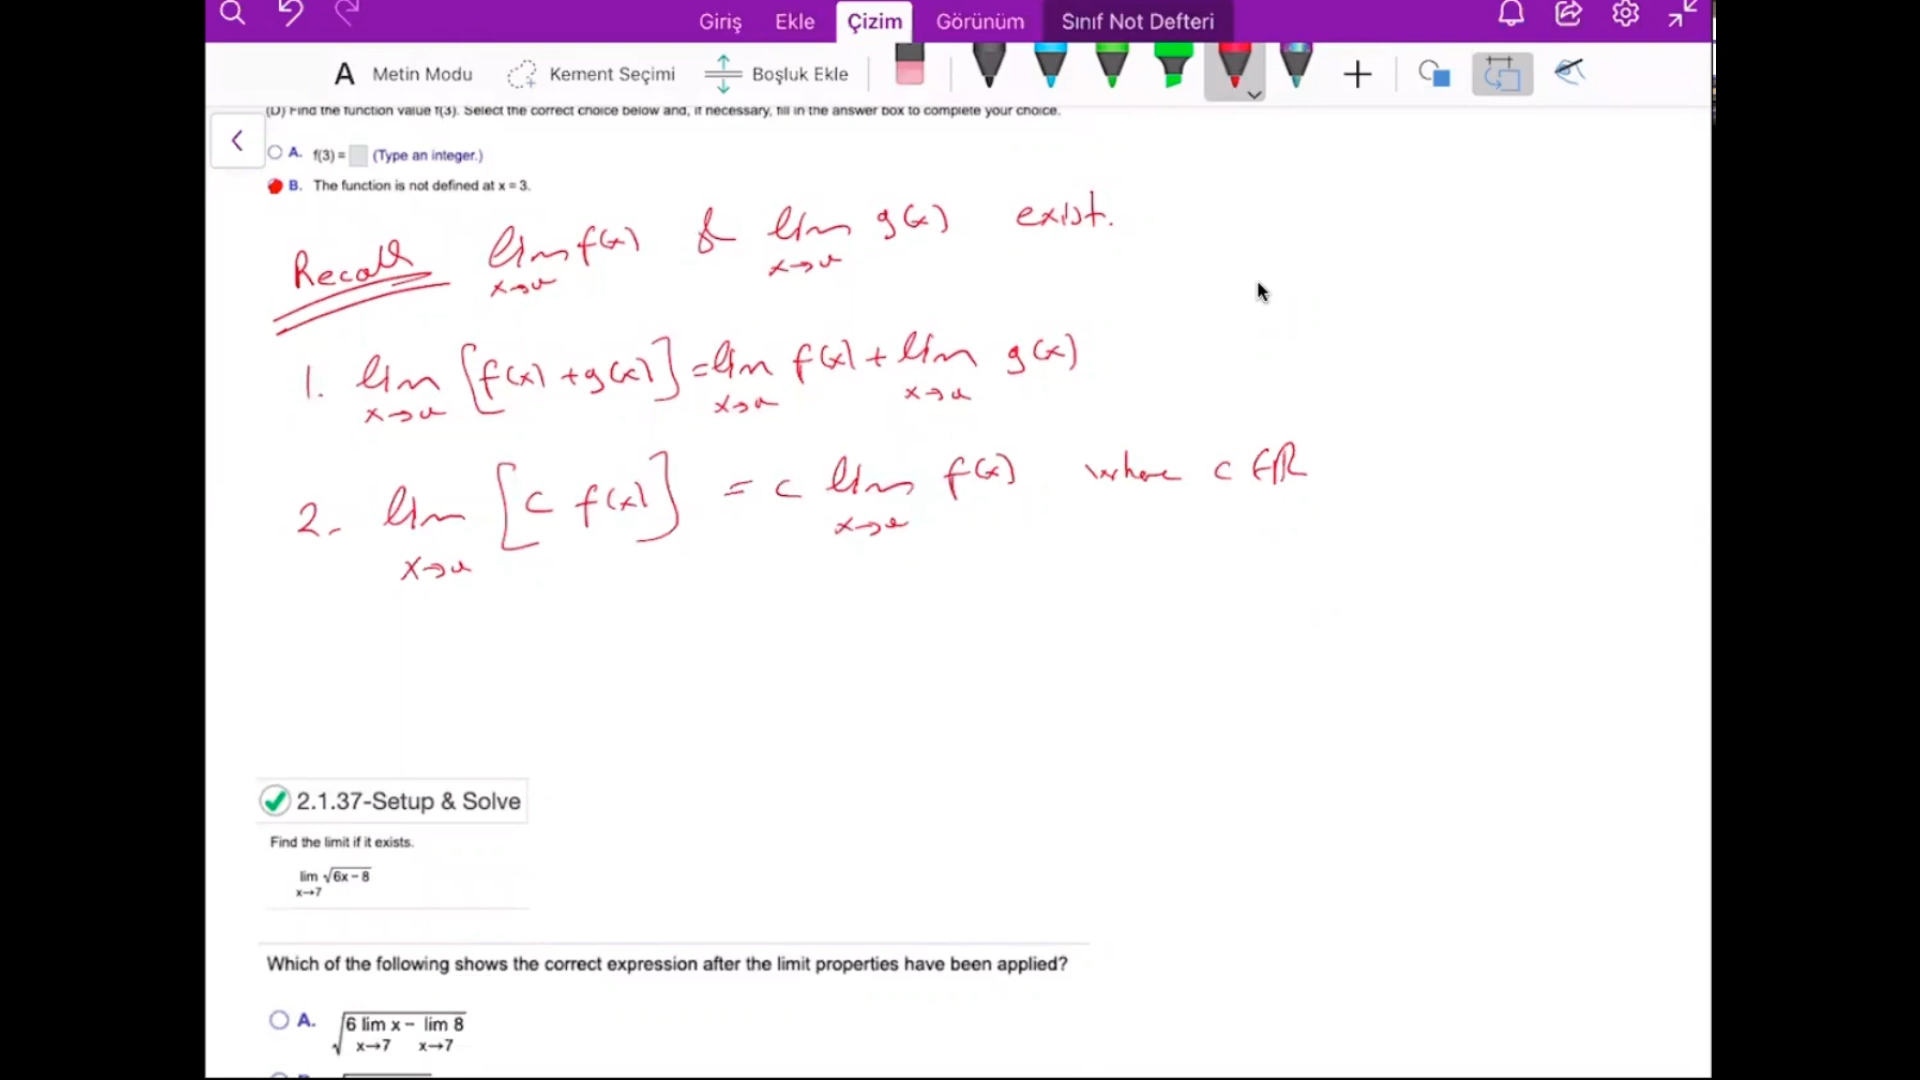 Giriş Ekle Çizim Görünüm Sınıf Not Defteri
A Metin Modu Kement Seçimi Boşluk Ekle
(D) Find the function value f(3). Select the correct choice below and, if necessary, fill in the answer box to complete your choice.
A. f(3) = (Type an integer.)
B. The function is not defined at x = 3.
Recall lim x→a f(x) & lim x→a g(x) exist.
1. lim x→a [f(x) + g(x)] = lim x→a f(x) + lim x→a g(x)
2. lim x→a [c f(x)] = c lim x→a f(x) where c ∈ ℝ
2.1.37-Setup & Solve
Find the limit if it exists.
lim √6x − 8
x→7
Which of the following shows the correct expression after the limit properties have been applied?
A. √6 lim x − lim 8
x→7 x→7